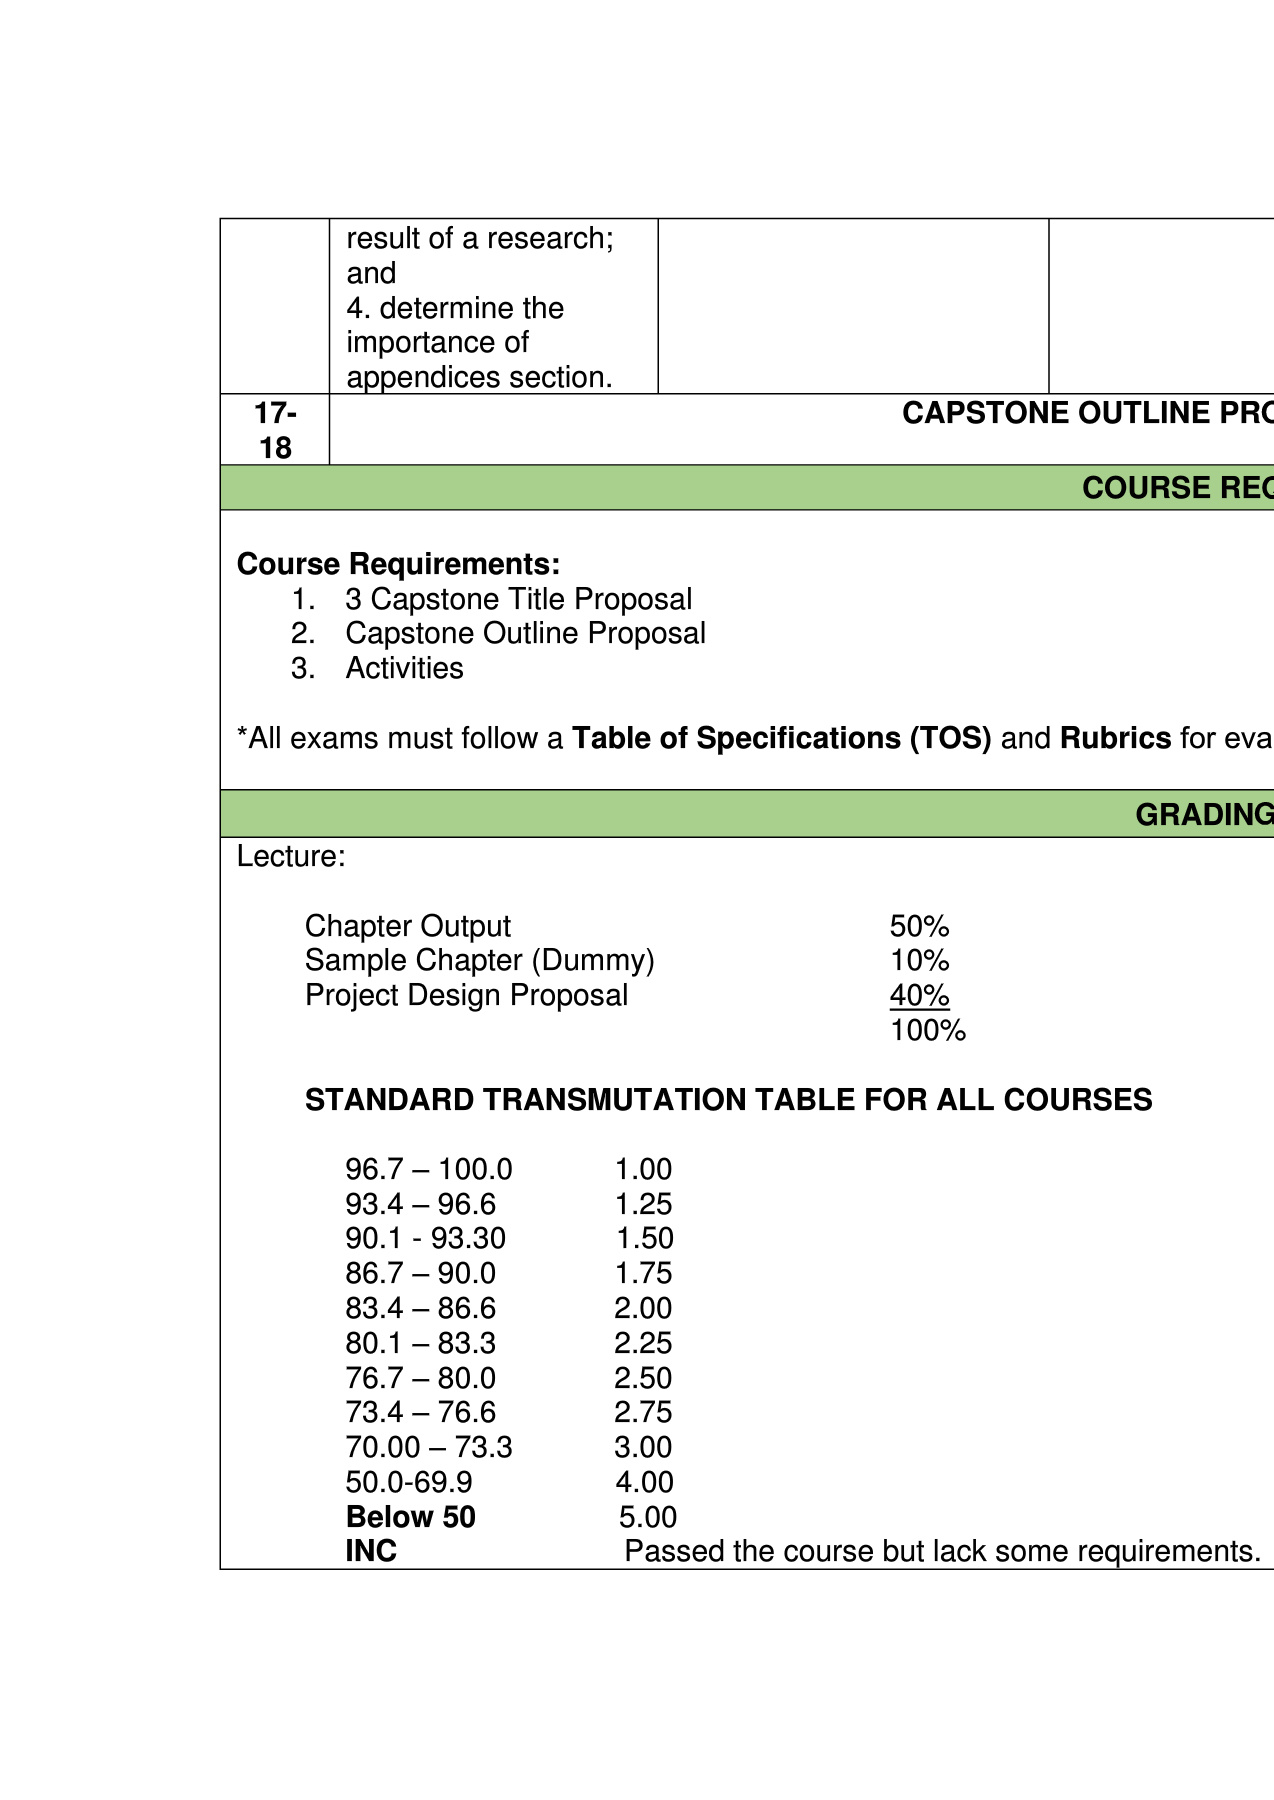 result of a research;
and
4. determine the
importance of
appendices section.
17-
18
CAPSTONE OUTLINE
COURSE
Course Requirements:
1. 3 Capstone Title Proposal
2. Capstone Outline Proposal
3. Activities
*All exams must follow a Table of Specifications (TOS) and Rubrics for
GRADING
Lecture:
Chapter Output 50%
Sample Chapter (Dummy) 10%
Project Design Proposal 40%
100%
STANDARD TRANSMUTATION TABLE FOR ALL COURSES
96.7 – 100.0 1.00
93.4 – 96.6 1.25
90.1 - 93.30 1.50
86.7 – 90.0 1.75
83.4 – 86.6 2.00
80.1 – 83.3 2.25
76.7 – 80.0 2.50
73.4 – 76.6 2.75
70.00 – 73.3 3.00
50.0-69.9 4.00
Below 50 5.00
INC Passed the course but lack some requirements.